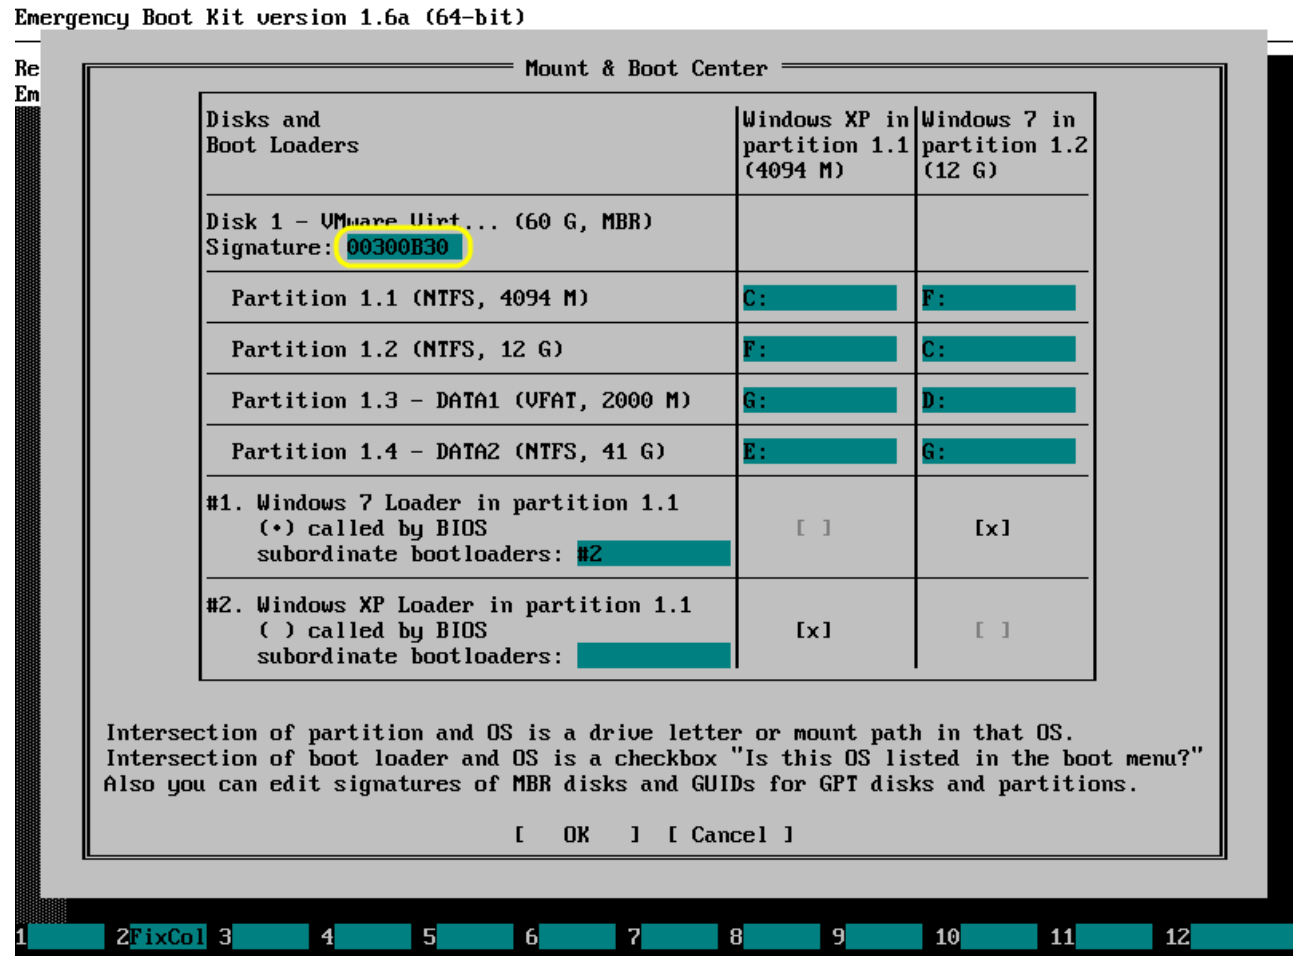 Emergency Boot Kit version 1.6a (64-bit)
Re
Em
Mount & Boot Center
Disks and
Boot Loaders
Windows XP in
partition 1.1
(4094 M)
Windows 7 in
partition 1.2
(12 G)
Disk 1 - VMware Virt... (60 G, MBR)
Signature: 00300B30
Partition 1.1 (NTFS, 4094 M) C: F:
Partition 1.2 (NTFS, 12 G) F: C:
Partition 1.3 - DATA1 (VFAT, 2000 M) G: D:
Partition 1.4 - DATA2 (NTFS, 41 G) E: G:
#1. Windows 7 Loader in partition 1.1
(•) called by BIOS [ ] [x]
subordinate bootloaders: #2
#2. Windows XP Loader in partition 1.1
( ) called by BIOS [x] [ ]
subordinate bootloaders:
Intersection of partition and OS is a drive letter or mount path in that OS.
Intersection of boot loader and OS is a checkbox "Is this OS listed in the boot menu?"
Also you can edit signatures of MBR disks and GUIDs for GPT disks and partitions.
[ OK ] [ Cancel ]
1 2FixCol 3 4 5 6 7 8 9 10 11 12